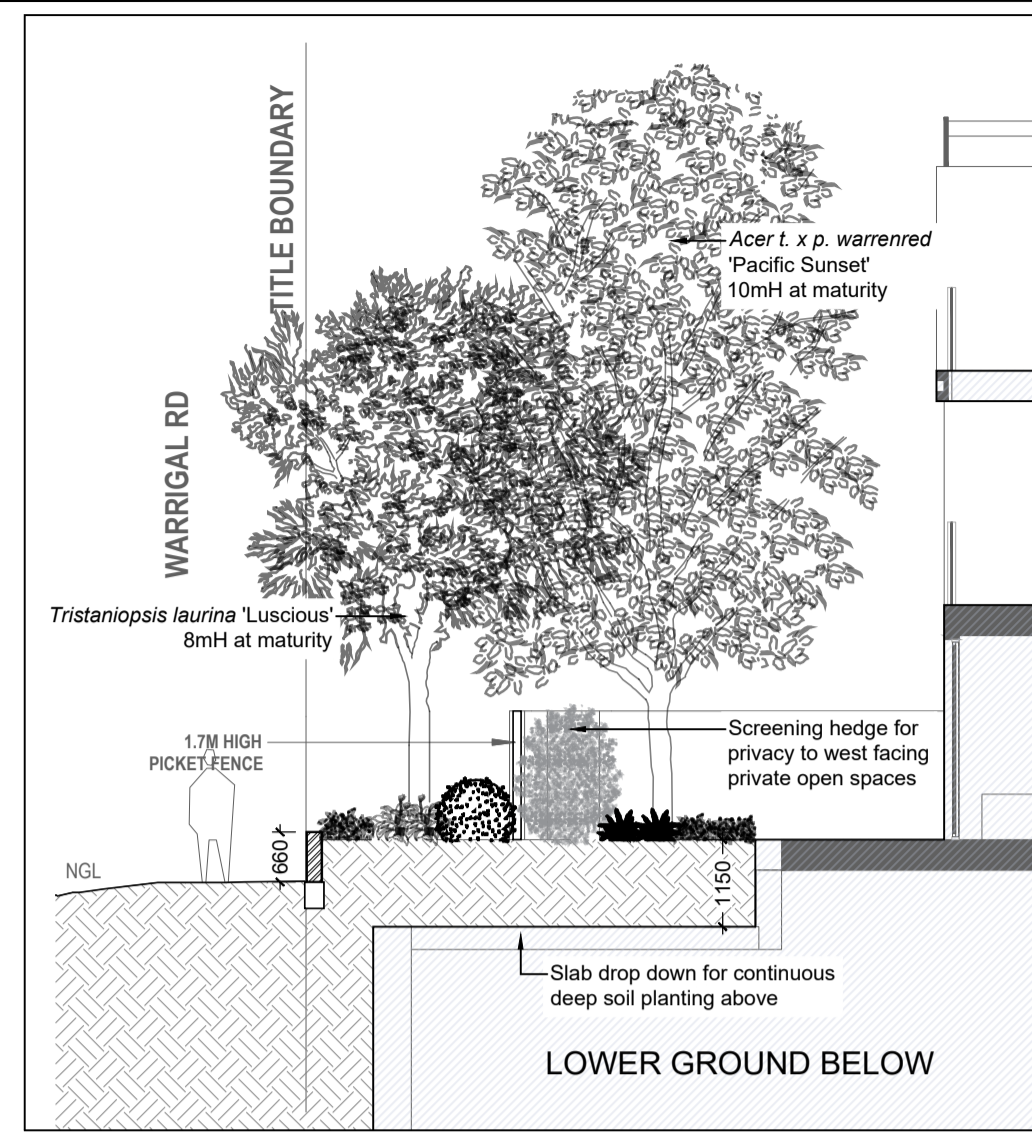 TITLE BOUNDARY
WARRIGAL RD
Acer t. x p. warrenred
'Pacific Sunset'
10mH at maturity
Tristaniopsis laurina 'Luscious'
8mH at maturity
1.7M HIGH
PICKET FENCE
Screening hedge for
privacy to west facing
private open spaces
NGL
660
1150
Slab drop down for continuous
deep soil planting above
LOWER GROUND BELOW